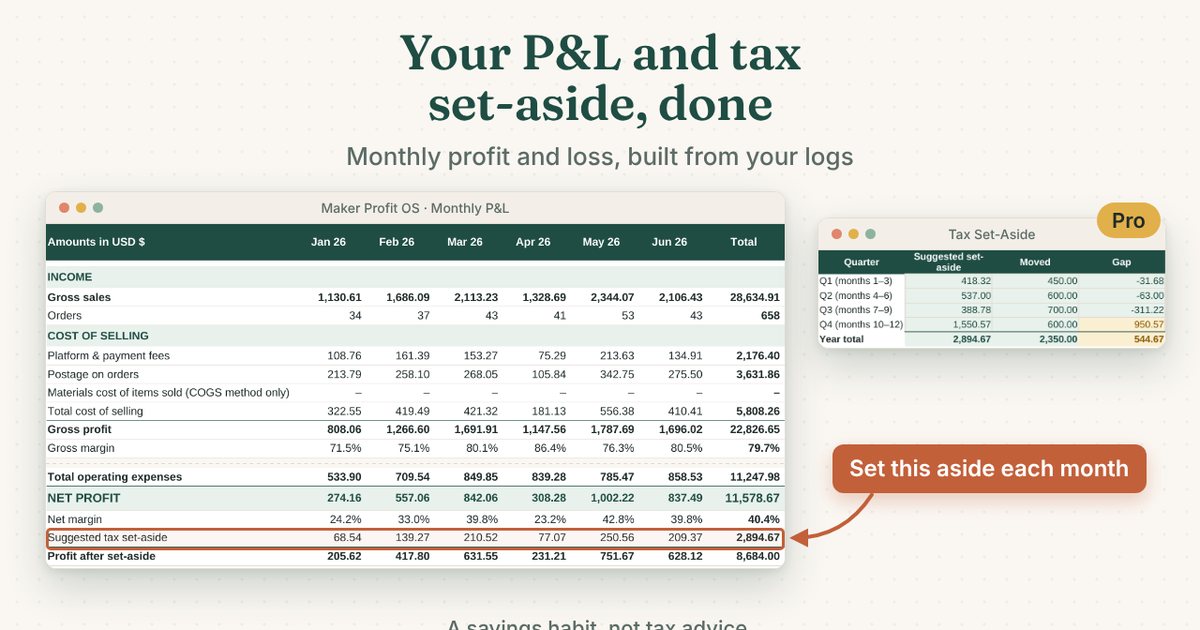 Your P&L and tax
set-aside, done
Monthly profit and loss, built from your logs
Maker Profit OS · Monthly P&L
Amounts in USD $ Jan 26 Feb 26 Mar 26 Apr 26 May 26 Jun 26 Total
INCOME
Gross sales 1,130.61 1,686.09 2,113.23 1,328.69 2,344.07 2,106.43 28,634.91
Orders 34 37 43 41 53 43 658
COST OF SELLING
Platform & payment fees 108.76 161.39 153.27 75.29 213.63 134.91 2,176.40
Postage on orders 213.79 258.10 268.05 105.84 342.75 275.50 3,631.86
Materials cost of items sold (COGS method only) – – – – – – –
Total cost of selling 322.55 419.49 421.32 181.13 556.38 410.41 5,808.26
Gross profit 808.06 1,266.60 1,691.91 1,147.56 1,787.69 1,696.02 22,826.65
Gross margin 71.5% 75.1% 80.1% 86.4% 76.3% 80.5% 79.7%
Total operating expenses 533.90 709.54 849.85 839.28 785.47 858.53 11,247.98
NET PROFIT 274.16 557.06 842.06 308.28 1,002.22 837.49 11,578.67
Net margin 24.2% 33.0% 39.8% 23.2% 42.8% 39.8% 40.4%
Suggested tax set-aside 68.54 139.27 210.52 77.07 250.56 209.37 2,894.67
Profit after set-aside 205.62 417.80 631.55 231.21 751.67 628.12 8,684.00
Pro
Tax Set-Aside
Quarter Suggested set-aside Moved Gap
Q1 (months 1–3) 418.32 450.00 -31.68
Q2 (months 4–6) 537.00 600.00 -63.00
Q3 (months 7–9) 388.78 700.00 -311.22
Q4 (months 10–12) 1,550.57 600.00 950.57
Year total 2,894.67 2,350.00 544.67
Set this aside each month
A savings habit, not tax advice